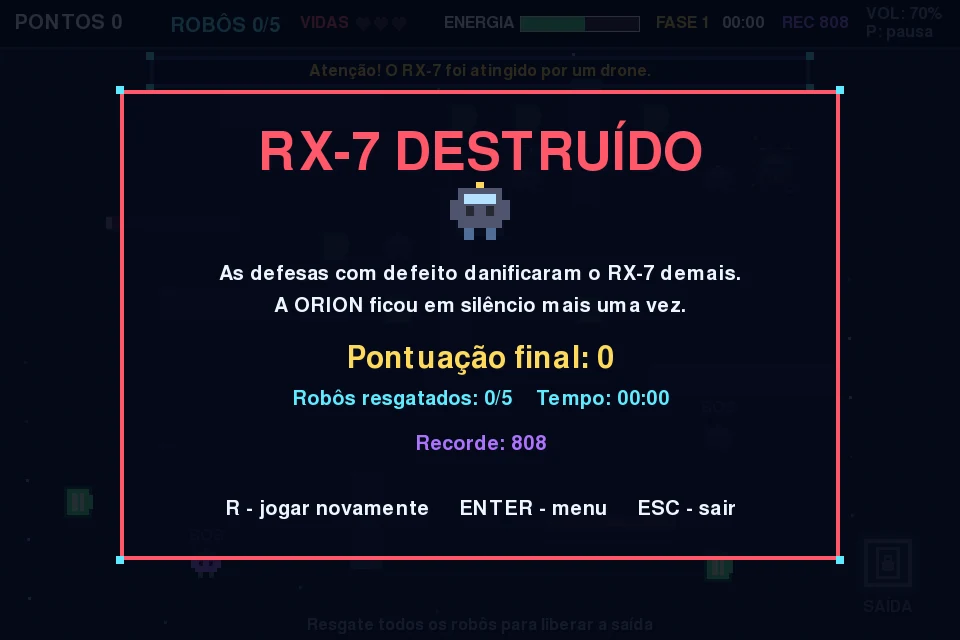 PONTOS 0 ROBÔS 0/5 VIDAS ENERGIA FASE 1 00:00 REC 808 VOL: 70%
P: pausa
Atenção! O RX-7 foi atingido por um drone.
RX-7 DESTRUÍDO
As defesas com defeito danificaram o RX-7 demais.
A ORION ficou em silêncio mais uma vez.
Pontuação final: 0
Robôs resgatados: 0/5 Tempo: 00:00
Recorde: 808
R - jogar novamente ENTER - menu ESC - sair
SAÍDA
Resgate todos os robôs para liberar a saída